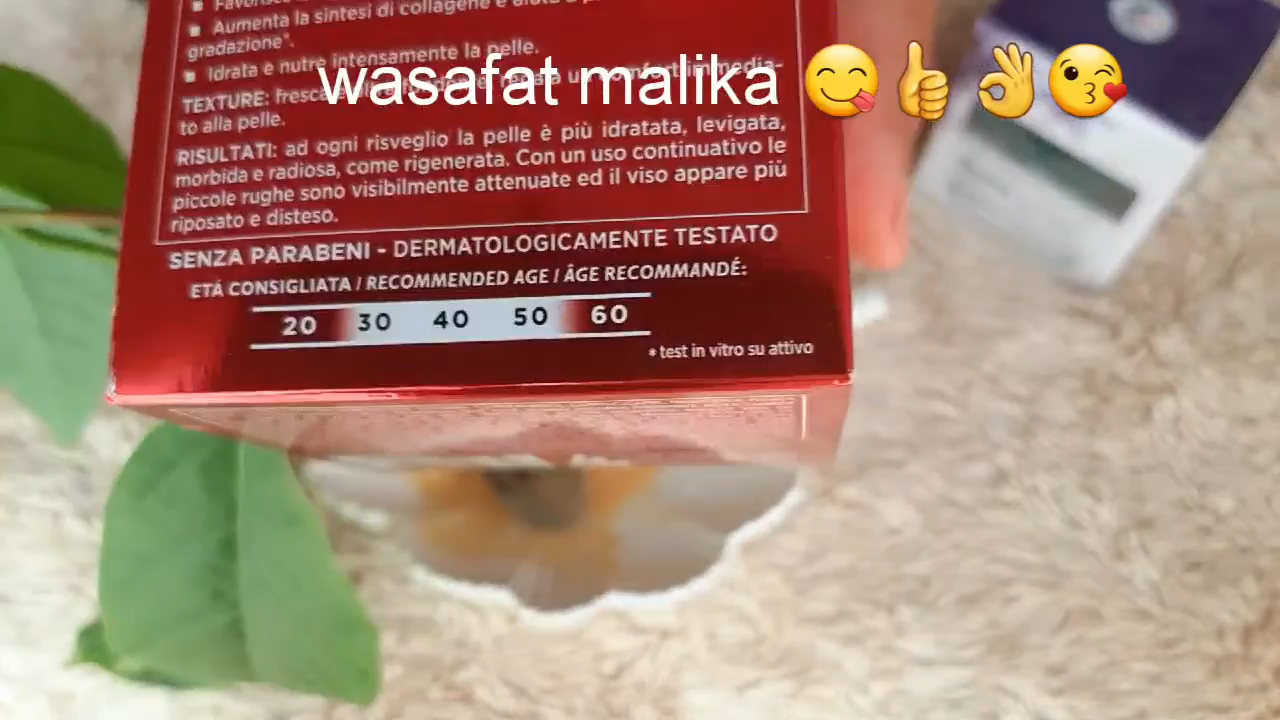 Aumenta la sintesi di collagene e
gradazione*.
Idrata e nutre intensamente la pelle.
wasafat malika 😋👍👌😘
TEXTURE:
to alla pelle.
RISULTATI: ad ogni risveglio la pelle è più idratata, levigata,
morbida e radiosa, come rigenerata. Con un uso continuativo le
piccole rughe sono visibilmente attenuate ed il viso appare più
riposato e disteso.
SENZA PARABENI - DERMATOLOGICAMENTE TESTATO
ETÀ CONSIGLIATA / RECOMMENDED AGE / ÂGE RECOMMANDÉ:
20 30 40 50 60
* test in vitro su attivo